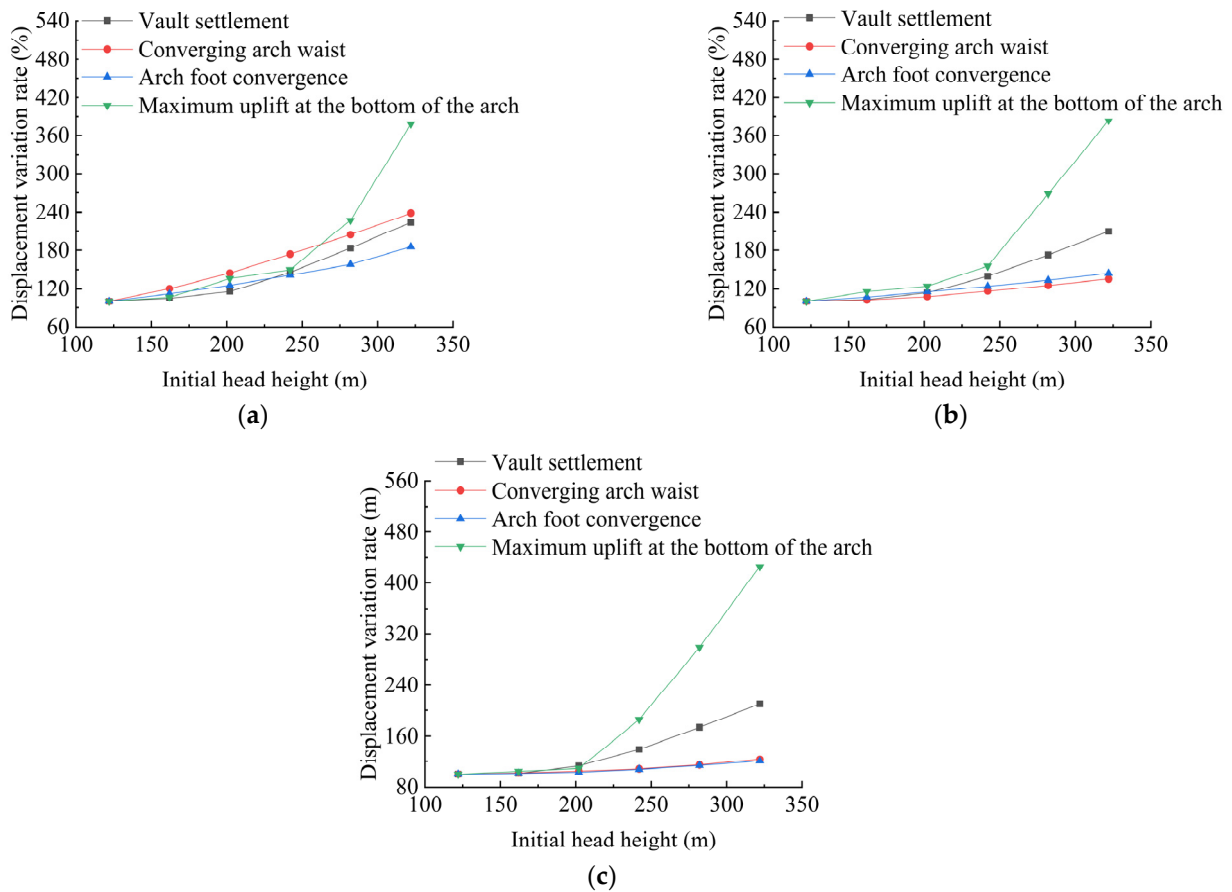 Vault settlement
Converging arch waist
Arch foot convergence
Maximum uplift at the bottom of the arch
Displacement variation rate (%)
540
480
420
360
300
240
180
120
60
100 150 200 250 300 350
Initial head height (m)
(a)
Vault settlement
Converging arch waist
Arch foot convergence
Maximum uplift at the bottom of the arch
Displacement variation rate (%)
540
480
420
360
300
240
180
120
60
100 150 200 250 300 350
Initial head height (m)
(b)
Vault settlement
Converging arch waist
Arch foot convergence
Maximum uplift at the bottom of the arch
Displacement variation rate (m)
560
480
400
320
240
160
80
100 150 200 250 300 350
Initial head height (m)
(c)